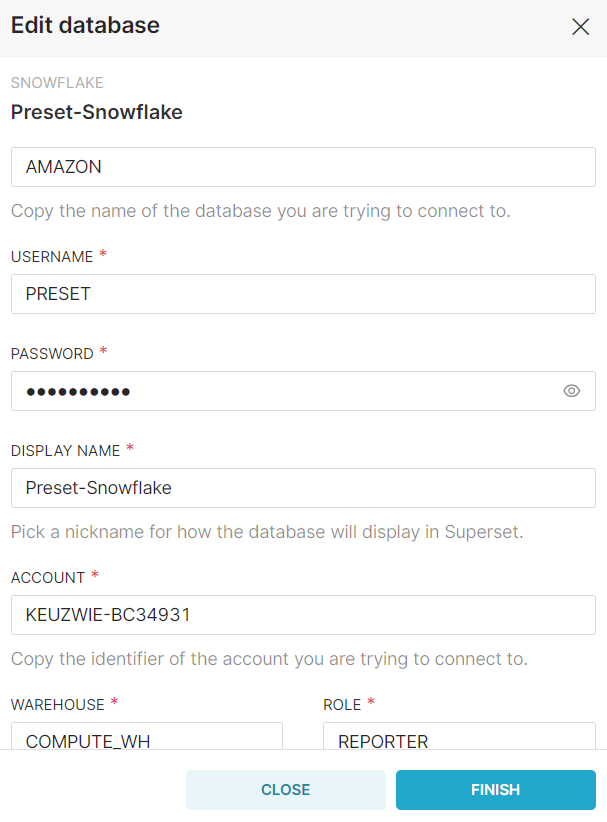 Edit database
SNOWFLAKE
Preset-Snowflake
AMAZON
Copy the name of the database you are trying to connect to.
USERNAME *
PRESET
PASSWORD *
••••••••••
DISPLAY NAME *
Preset-Snowflake
Pick a nickname for how the database will display in Superset.
ACCOUNT *
KEUZWIE-BC34931
Copy the identifier of the account you are trying to connect to.
WAREHOUSE * ROLE *
COMPUTE_WH REPORTER
CLOSE FINISH